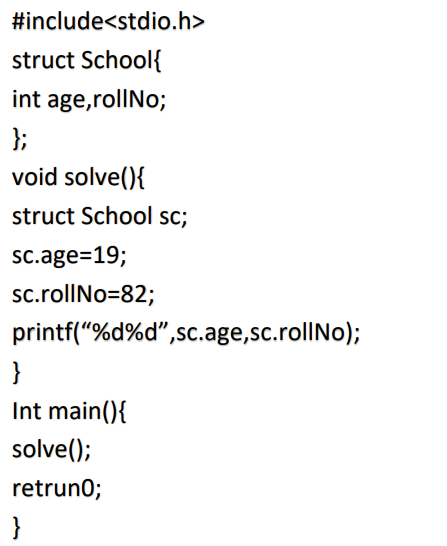 #include<stdio.h>
struct School{
int age,rollNo;
};
void solve(){
struct School sc;
sc.age=19;
sc.rollNo=82;
printf(“%d%d”,sc.age,sc.rollNo);
}
Int main(){
solve();
retrun0;
}